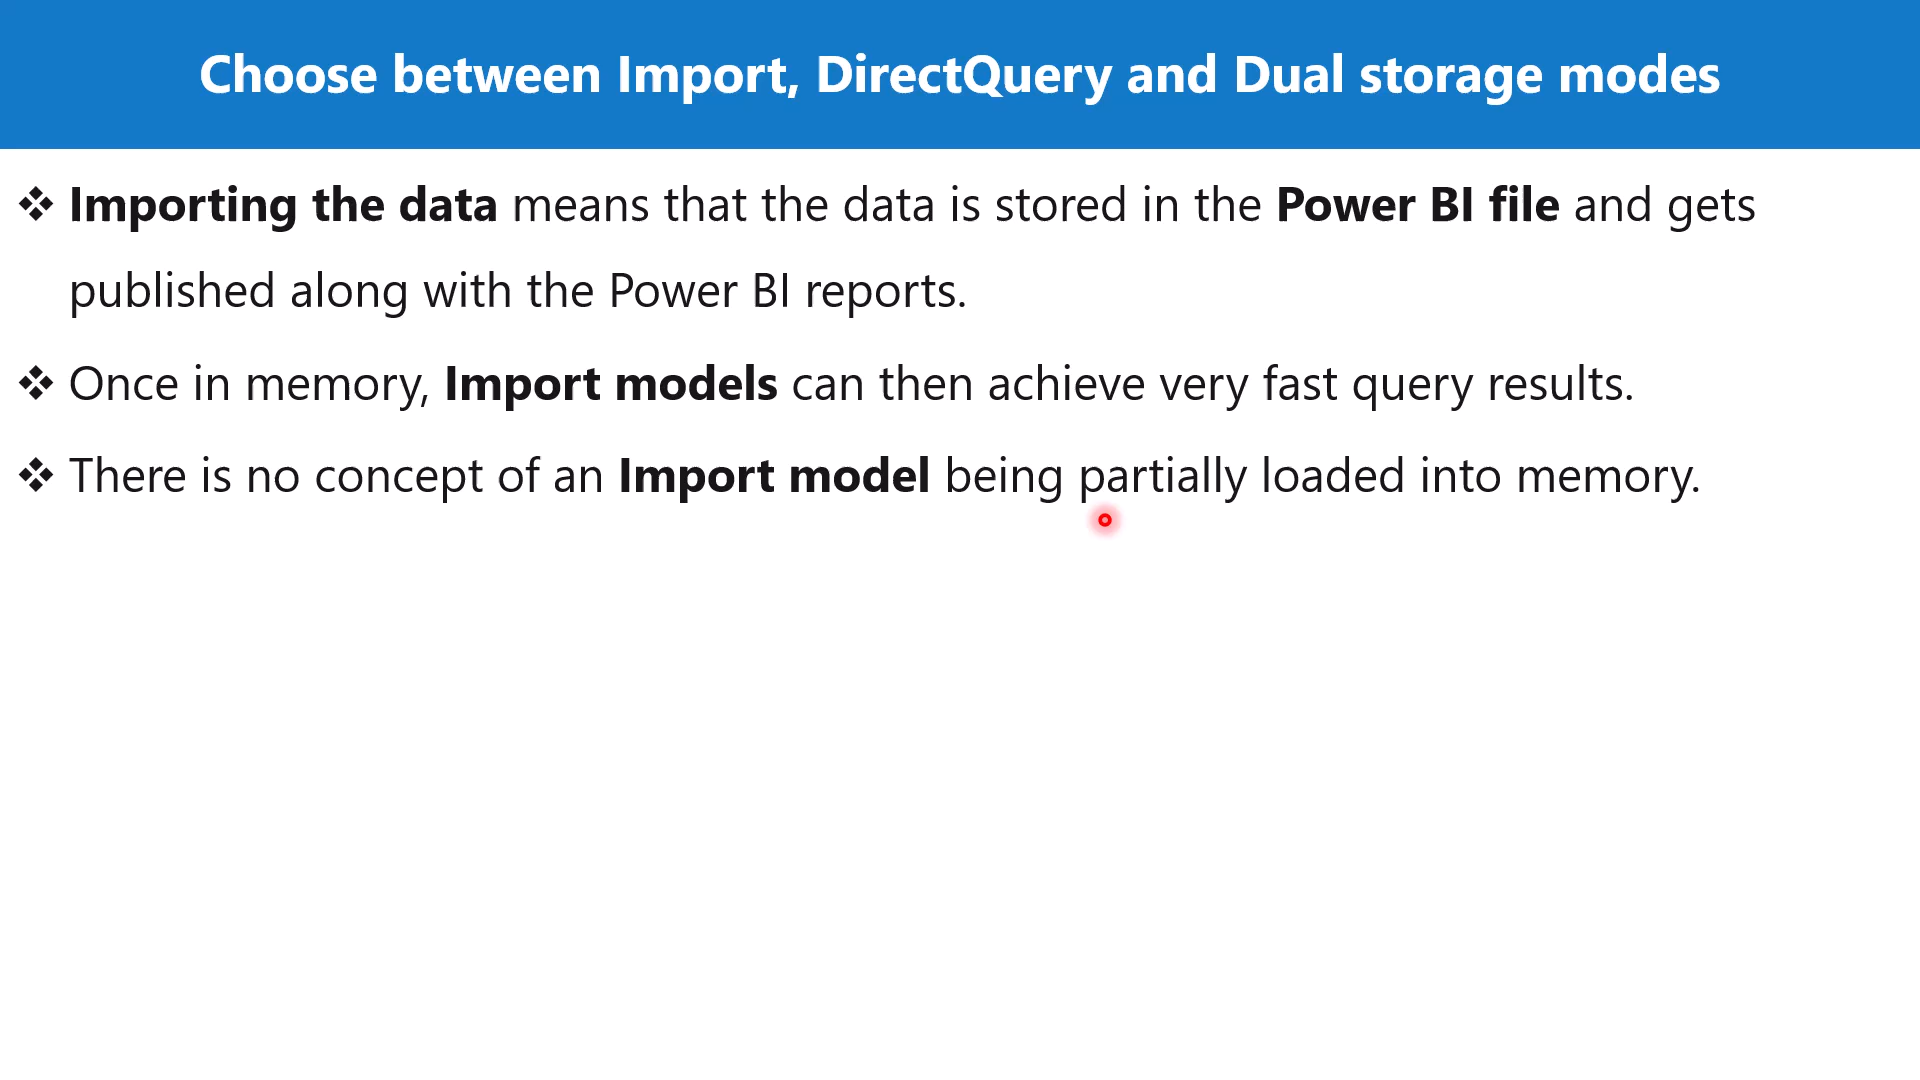 Choose between Import, DirectQuery and Dual storage modes
❖ Importing the data means that the data is stored in the Power BI file and gets
published along with the Power BI reports.
❖ Once in memory, Import models can then achieve very fast query results.
❖ There is no concept of an Import model being partially loaded into memory.